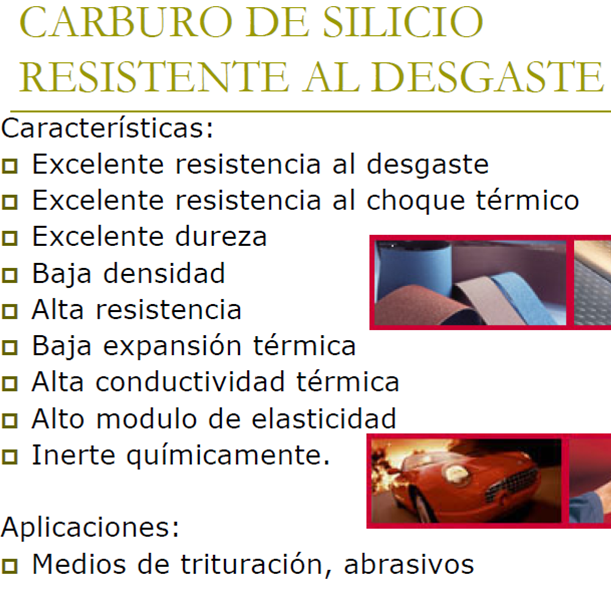 CARBURO DE SILICIO
RESISTENTE AL DESGASTE
Características:
Excelente resistencia al desgaste
Excelente resistencia al choque térmico
Excelente dureza
Baja densidad
Alta resistencia
Baja expansión térmica
Alta conductividad térmica
Alto modulo de elasticidad
Inerte químicamente.
Aplicaciones:
Medios de trituración, abrasivos